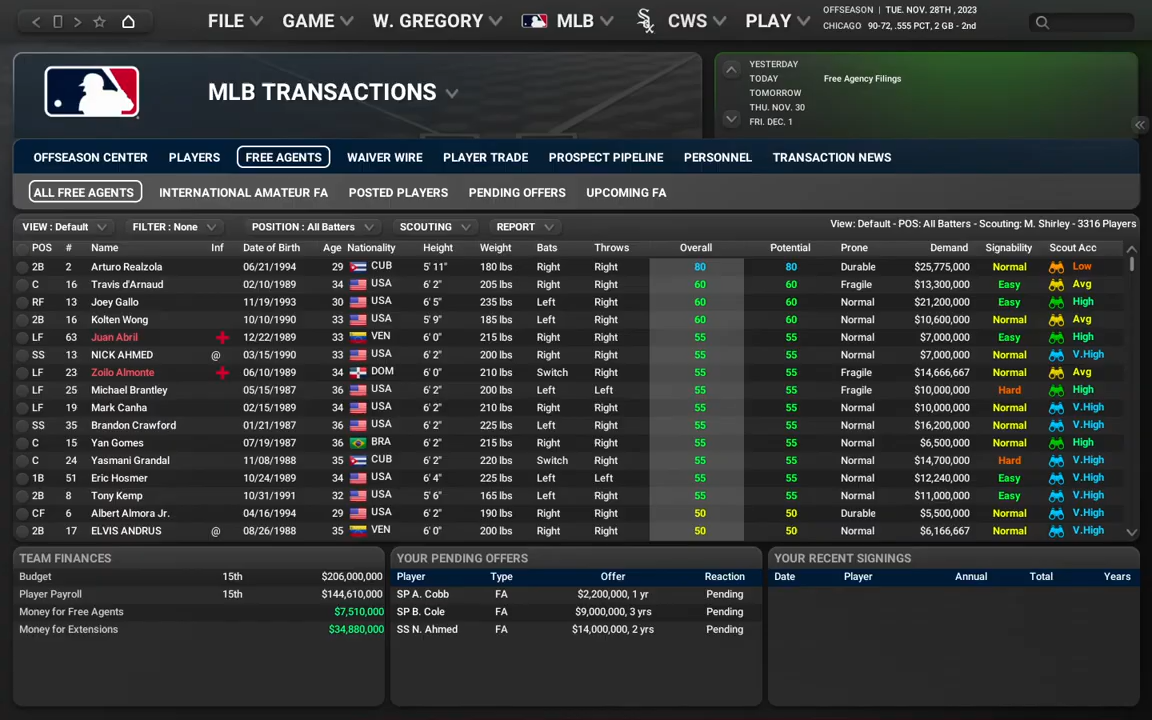 FILE GAME W. GREGORY MLB CWS PLAY
OFFSEASON | TUE. NOV. 28TH , 2023
CHICAGO 90-72, .555 PCT, 2 GB - 2nd
MLB TRANSACTIONS
YESTERDAY
TODAY Free Agency Filings
TOMORROW
THU. NOV. 30
FRI. DEC. 1
OFFSEASON CENTER PLAYERS FREE AGENTS WAIVER WIRE PLAYER TRADE PROSPECT PIPELINE PERSONNEL TRANSACTION NEWS
ALL FREE AGENTS INTERNATIONAL AMATEUR FA POSTED PLAYERS PENDING OFFERS UPCOMING FA
VIEW : Default FILTER : None POSITION : All Batters SCOUTING REPORT View: Default - POS: All Batters - Scouting: M. Shirley - 3316 Players
POS # Name Inf Date of Birth Age Nationality Height Weight Bats Throws Overall Potential Prone Demand Signability Scout Acc
2B 2 Arturo Realzola 06/21/1994 29 CUB 5' 11" 180 lbs Right Right 80 80 Durable $25,775,000 Normal Low
C 16 Travis d'Arnaud 02/10/1989 34 USA 6' 2" 205 lbs Right Right 60 60 Fragile $13,300,000 Easy Avg
RF 13 Joey Gallo 11/19/1993 30 USA 6' 5" 235 lbs Left Right 60 60 Normal $21,200,000 Easy High
2B 16 Kolten Wong 10/10/1990 33 USA 5' 9" 185 lbs Left Right 60 60 Normal $10,600,000 Normal Avg
LF 63 Juan Abril 12/22/1989 33 VEN 6' 0" 215 lbs Right Right 55 55 Normal $7,000,000 Easy High
SS 13 NICK AHMED @ 03/15/1990 33 USA 6' 2" 200 lbs Right Right 55 55 Normal $7,000,000 Normal V.High
LF 23 Zoilo Almonte 06/10/1989 34 DOM 6' 0" 210 lbs Switch Right 55 55 Fragile $14,666,667 Normal Avg
LF 25 Michael Brantley 05/15/1987 36 USA 6' 2" 200 lbs Left Left 55 55 Fragile $10,000,000 Hard High
LF 19 Mark Canha 02/15/1989 34 USA 6' 2" 210 lbs Right Right 55 55 Normal $10,000,000 Normal V.High
SS 35 Brandon Crawford 01/21/1987 36 USA 6' 2" 225 lbs Left Right 55 55 Normal $16,200,000 Normal V.High
C 15 Yan Gomes 07/19/1987 36 BRA 6' 2" 215 lbs Right Right 55 55 Normal $6,500,000 Normal High
C 24 Yasmani Grandal 11/08/1988 35 CUB 6' 2" 220 lbs Switch Right 55 55 Normal $14,700,000 Hard V.High
1B 51 Eric Hosmer 10/24/1989 34 USA 6' 4" 225 lbs Left Left 55 55 Normal $12,240,000 Easy V.High
2B 8 Tony Kemp 10/31/1991 32 USA 5' 6" 165 lbs Left Right 55 55 Normal $11,000,000 Easy V.High
CF 6 Albert Almora Jr. 04/16/1994 29 USA 6' 2" 190 lbs Right Right 50 50 Durable $5,500,000 Normal V.High
2B 17 ELVIS ANDRUS @ 08/26/1988 35 VEN 6' 0" 200 lbs Right Right 50 50 Normal $6,166,667 Normal V.High
TEAM FINANCES
Budget 15th $206,000,000
Player Payroll 15th $144,610,000
Money for Free Agents $7,510,000
Money for Extensions $34,880,000
YOUR PENDING OFFERS
Player Type Offer Reaction
SP A. Cobb FA $2,200,000, 1 yr Pending
SP B. Cole FA $9,000,000, 3 yrs Pending
SS N. Ahmed FA $14,000,000, 2 yrs Pending
YOUR RECENT SIGNINGS
Date Player Annual Total Years